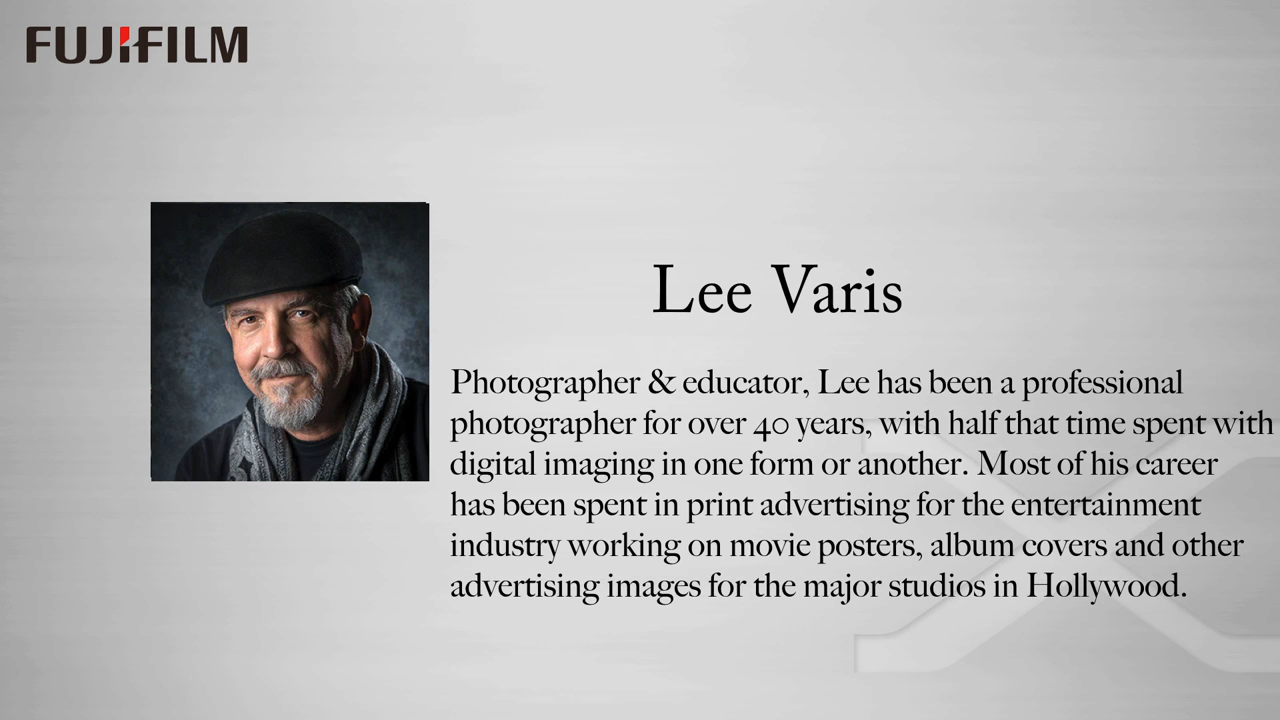 FUJIFILM
Lee Varis
Photographer & educator, Lee has been a professional
photographer for over 40 years, with half that time spent with
digital imaging in one form or another. Most of his career
has been spent in print advertising for the entertainment
industry working on movie posters, album covers and other
advertising images for the major studios in Hollywood.